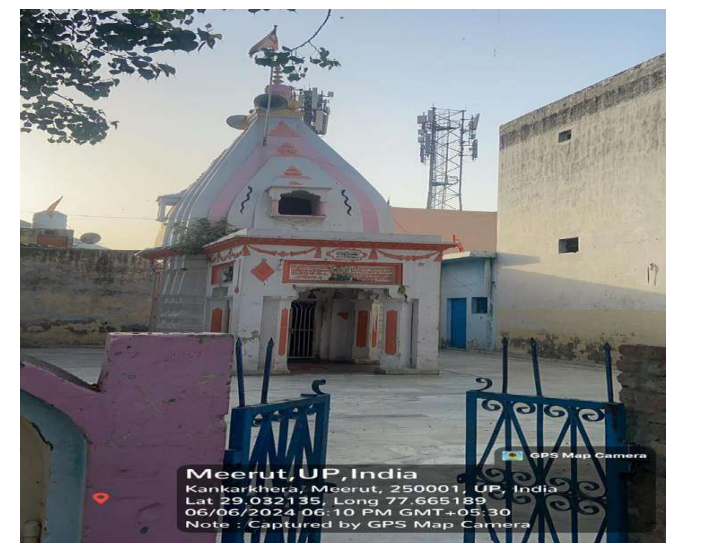 GPS Map Camera
Meerut,UP,India
Kankarkhera, Meerut, 250001, UP, India
Lat 29.032135, Long 77.665189
06/06/2024 06:10 PM GMT+05:30
Note : Captured by GPS Map Camera